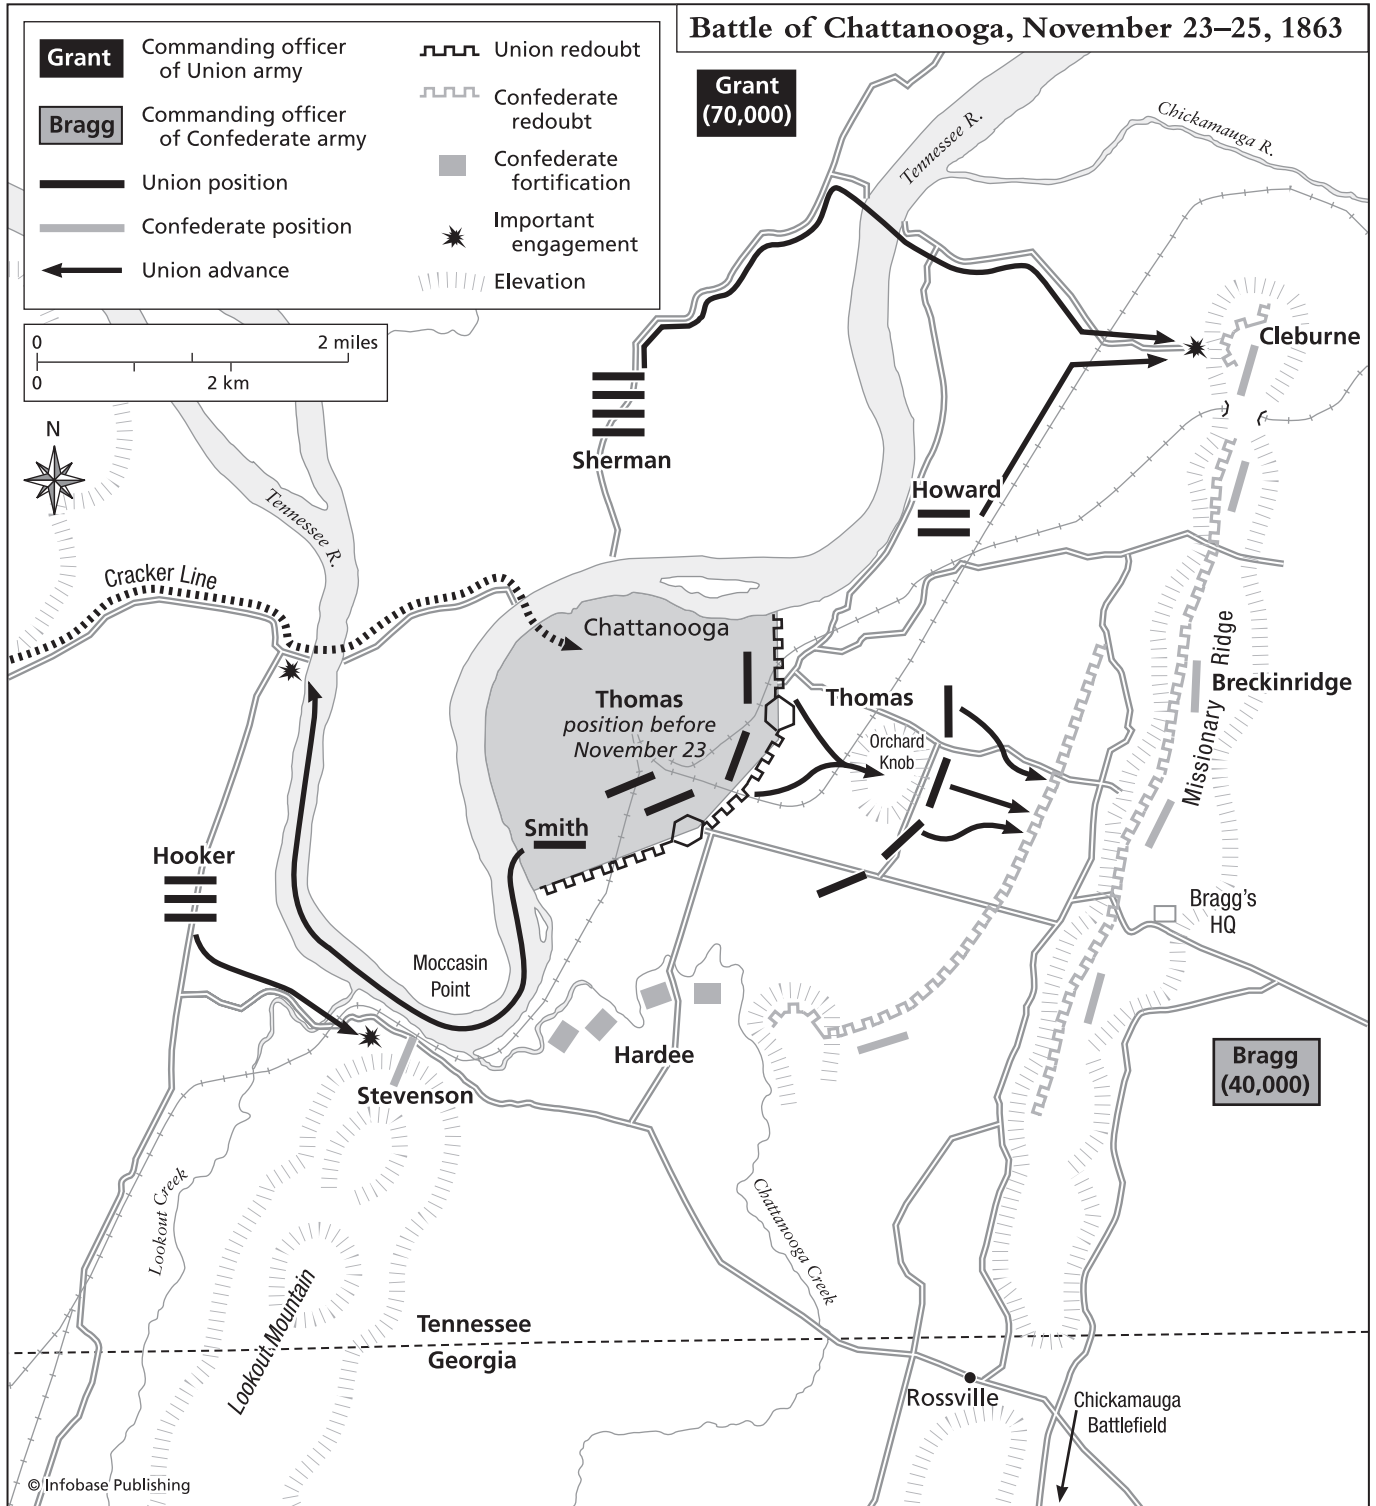 Battle of Chattanooga, November 23–25, 1863
Grant
Commanding officer
of Union army
Bragg
Commanding officer
of Confederate army
Union position
Confederate position
Union advance
Union redoubt
Confederate
redoubt
Confederate
fortification
Important
engagement
Elevation
0
2 miles
0
2 km
N
Grant
(70,000)
Tennessee R.
Chickamauga R.
Cleburne
Sherman
Howard
Tennessee R.
Cracker Line
Chattanooga
Thomas
position before
November 23
Thomas
Orchard
Knob
Missionary Ridge
Breckinridge
Smith
Hooker
Bragg's
HQ
Moccasin
Point
Hardee
Stevenson
Bragg
(40,000)
Lookout Creek
Chattanooga Creek
Lookout Mountain
Tennessee
Georgia
Rossville
Chickamauga
Battlefield
© Infobase Publishing